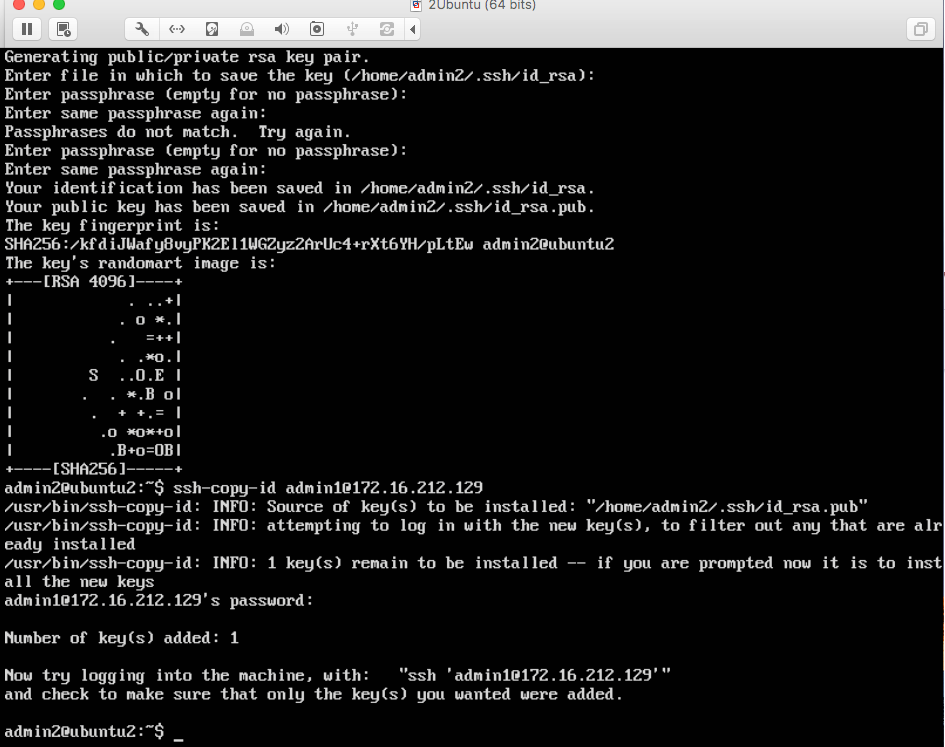 2Ubuntu (64 bits)
Generating public/private rsa key pair.
Enter file in which to save the key (/home/admin2/.ssh/id_rsa):
Enter passphrase (empty for no passphrase):
Enter same passphrase again:
Passphrases do not match.  Try again.
Enter passphrase (empty for no passphrase):
Enter same passphrase again:
Your identification has been saved in /home/admin2/.ssh/id_rsa.
Your public key has been saved in /home/admin2/.ssh/id_rsa.pub.
The key fingerprint is:
SHA256:/kfdiJWafy8vyPK2El1WGZyz2ArUc4+rXt6YH/pLtEw admin2@ubuntu2
The key's randomart image is:
+---[RSA 4096]----+
|            . ..+|
|           . o *.|
|          .   =++|
|           . .*o.|
|        S  ..O.E |
|       .  . *.B o|
|        .  + +.= |
|         .o *o*+o|
|          .B+o=OB|
+----[SHA256]-----+
admin2@ubuntu2:~$ ssh-copy-id admin1@172.16.212.129
/usr/bin/ssh-copy-id: INFO: Source of key(s) to be installed: "/home/admin2/.ssh/id_rsa.pub"
/usr/bin/ssh-copy-id: INFO: attempting to log in with the new key(s), to filter out any that are alr
eady installed
/usr/bin/ssh-copy-id: INFO: 1 key(s) remain to be installed -- if you are prompted now it is to inst
all the new keys
admin1@172.16.212.129's password:
Number of key(s) added: 1
Now try logging into the machine, with:   "ssh 'admin1@172.16.212.129'"
and check to make sure that only the key(s) you wanted were added.
admin2@ubuntu2:~$ _